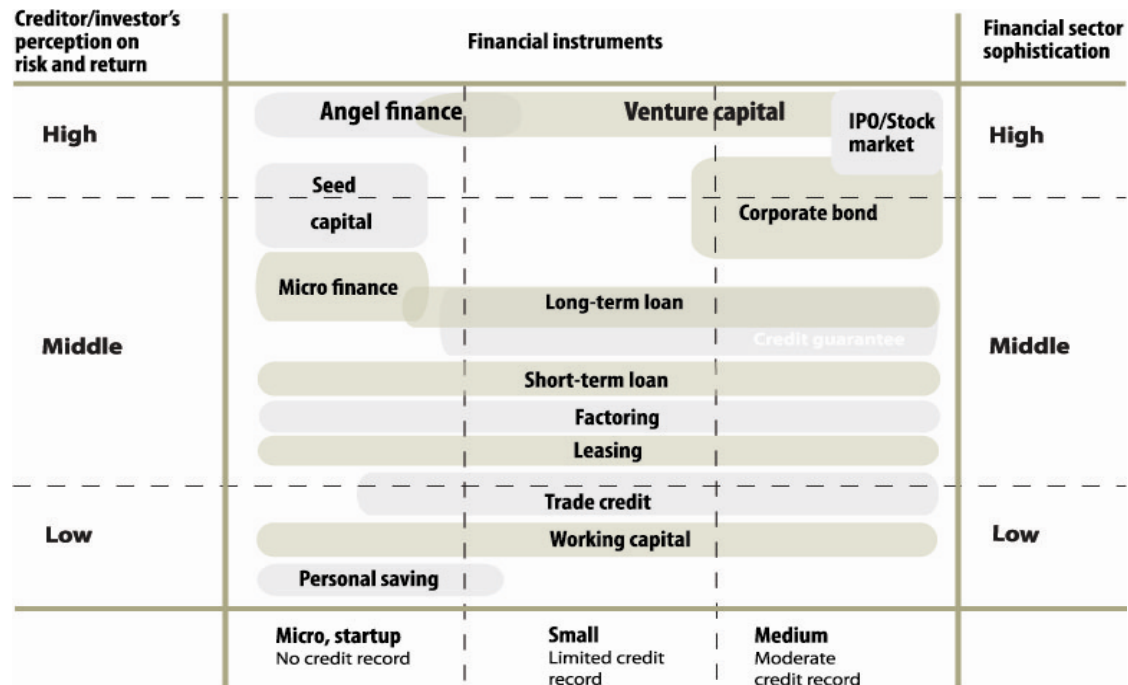 Creditor/investor's
perception on
risk and return
Financial instruments
Financial sector
sophistication
High
Angel finance
Venture capital
IPO/Stock
market
High
Seed
capital
Corporate bond
Micro finance
Long-term loan
Credit guarantee
Middle
Middle
Short-term loan
Factoring
Leasing
Trade credit
Low
Working capital
Low
Personal saving
Micro, startup
No credit record
Small
Limited credit
record
Medium
Moderate
credit record